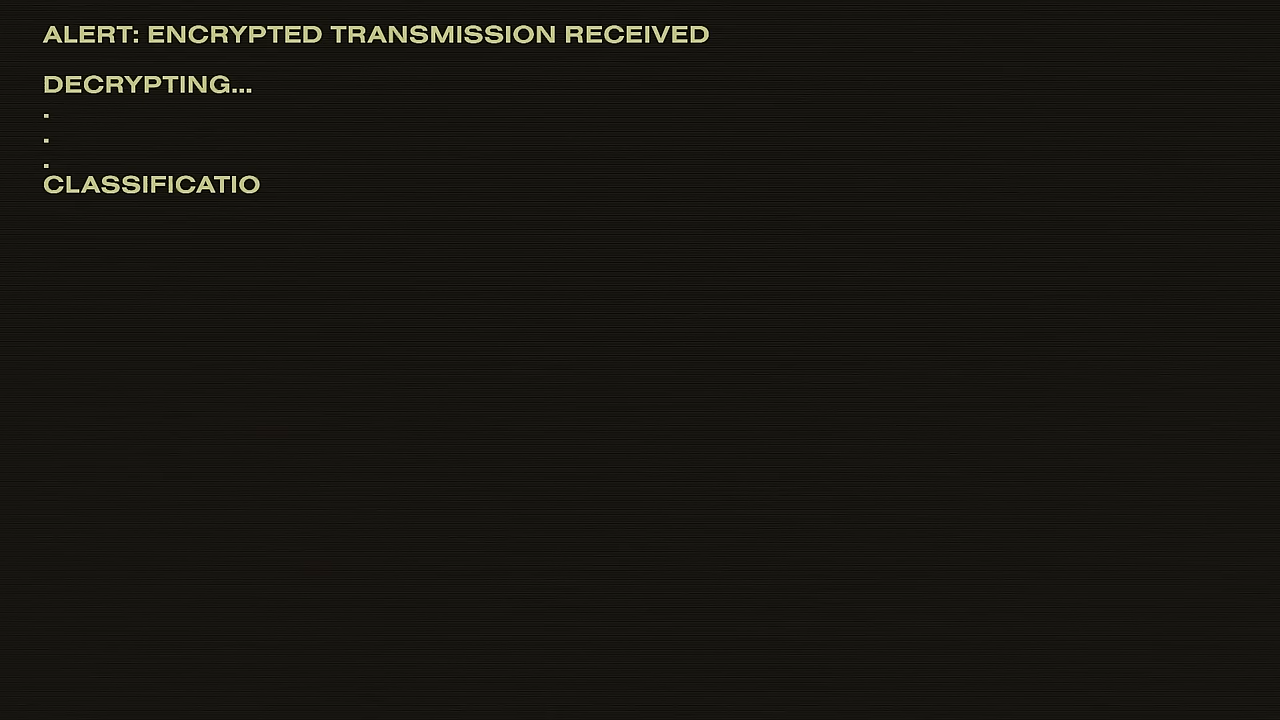 ALERT: ENCRYPTED TRANSMISSION RECEIVED
DECRYPTING...
.
.
.
CLASSIFICATIO